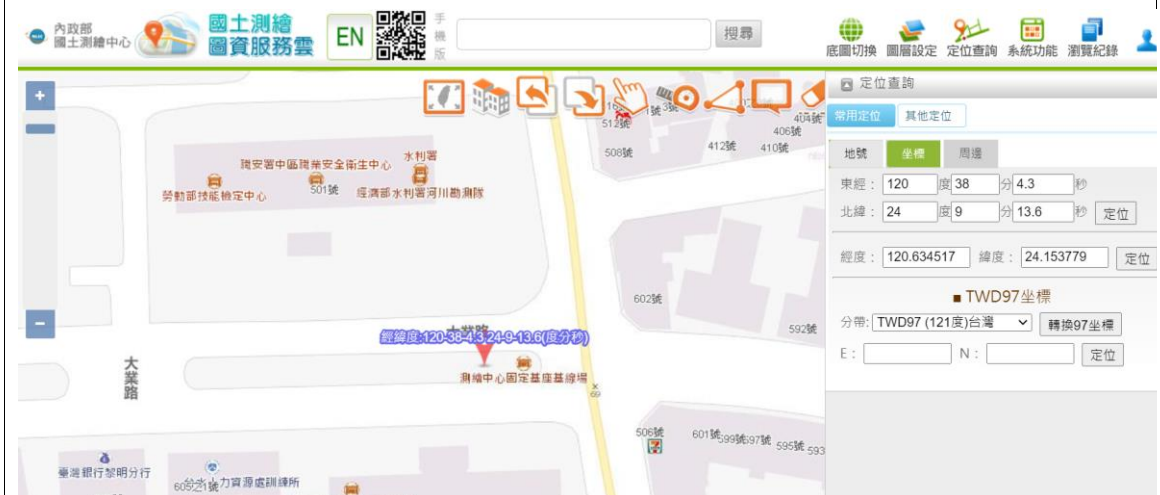 內政部
國土測繪中心
國土測繪
圖資服務雲
EN
手機版
搜尋
底圖切換
圖層設定
定位查詢
系統功能
瀏覽紀錄
定位查詢
常用定位
其他定位
地號
坐標
周邊
東經：120 度 38 分 4.3 秒
北緯：24 度 9 分 13.6 秒 定位
經度：120.634517 緯度：24.153779 定位
■ TWD97坐標
分帶: TWD97 (121度)台灣 轉換97坐標
E： N： 定位
512號
1號
3號
406號
508號
412號
410號
水利署
職安署中區職業安全衛生中心
501號
勞動部技能檢定中心
經濟部水利署河川勘測隊
602號
592號
經緯度:120-38-4.3,24-9-13.6(度分秒)
大業路
測繪中心固定基座基線場
69
506號
601號
599號
597號
595號
593
臺灣銀行黎明分行
605之1號